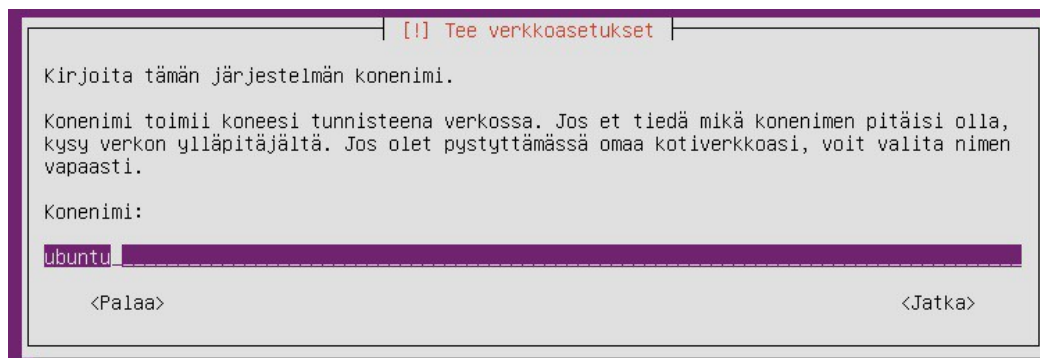 [!] Tee verkkoasetukset
Kirjoita tämän järjestelmän konenimi.
Konenimi toimii koneesi tunnisteena verkossa. Jos et tiedä mikä konenimen pitäisi olla,
kysy verkon ylläpitäjältä. Jos olet pystyttämässä omaa kotiverkkoasi, voit valita nimen
vapaasti.
Konenimi:
ubuntu
<Palaa> <Jatka>